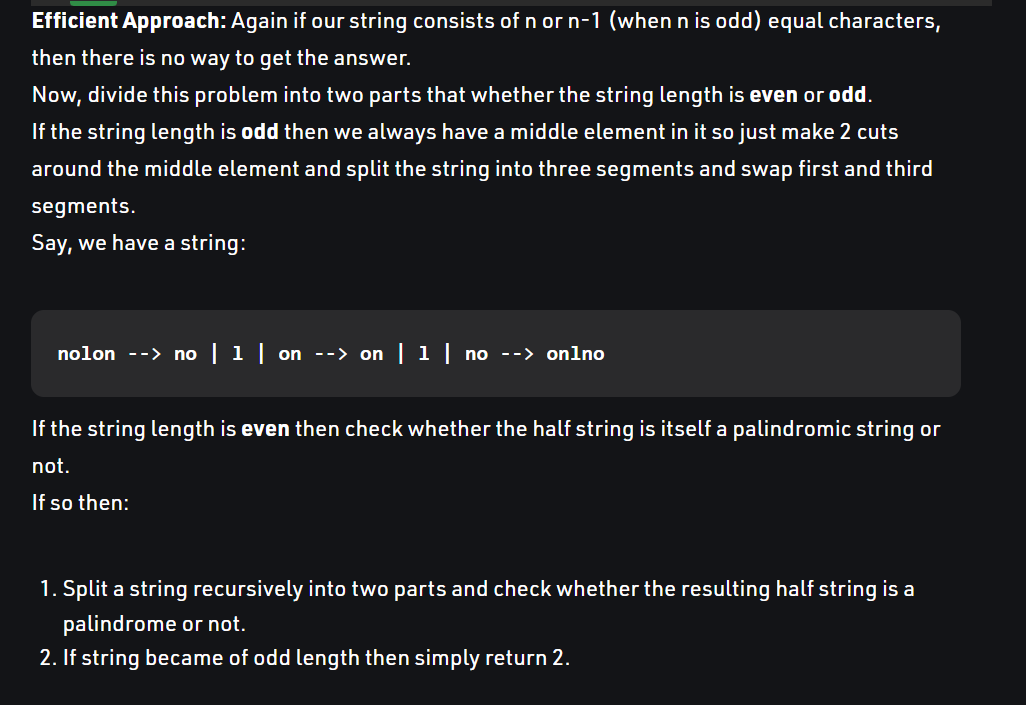 Efficient Approach: Again if our string consists of n or n-1 (when n is odd) equal characters,
then there is no way to get the answer.
Now, divide this problem into two parts that whether the string length is even or odd.
If the string length is odd then we always have a middle element in it so just make 2 cuts
around the middle element and split the string into three segments and swap first and third
segments.
Say, we have a string:
nolon --> no | l | on --> on | l | no --> onlno
If the string length is even then check whether the half string is itself a palindromic string or
not.
If so then:
1. Split a string recursively into two parts and check whether the resulting half string is a
palindrome or not.
2. If string became of odd length then simply return 2.